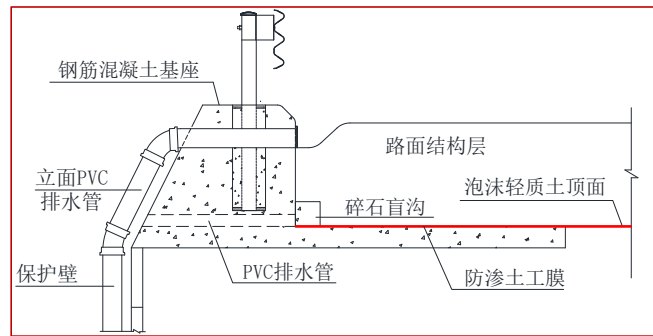 钢筋混凝土基座
路面结构层
立面PVC
排水管
泡沫轻质土顶面
碎石盲沟
保护壁
PVC排水管
防渗土工膜